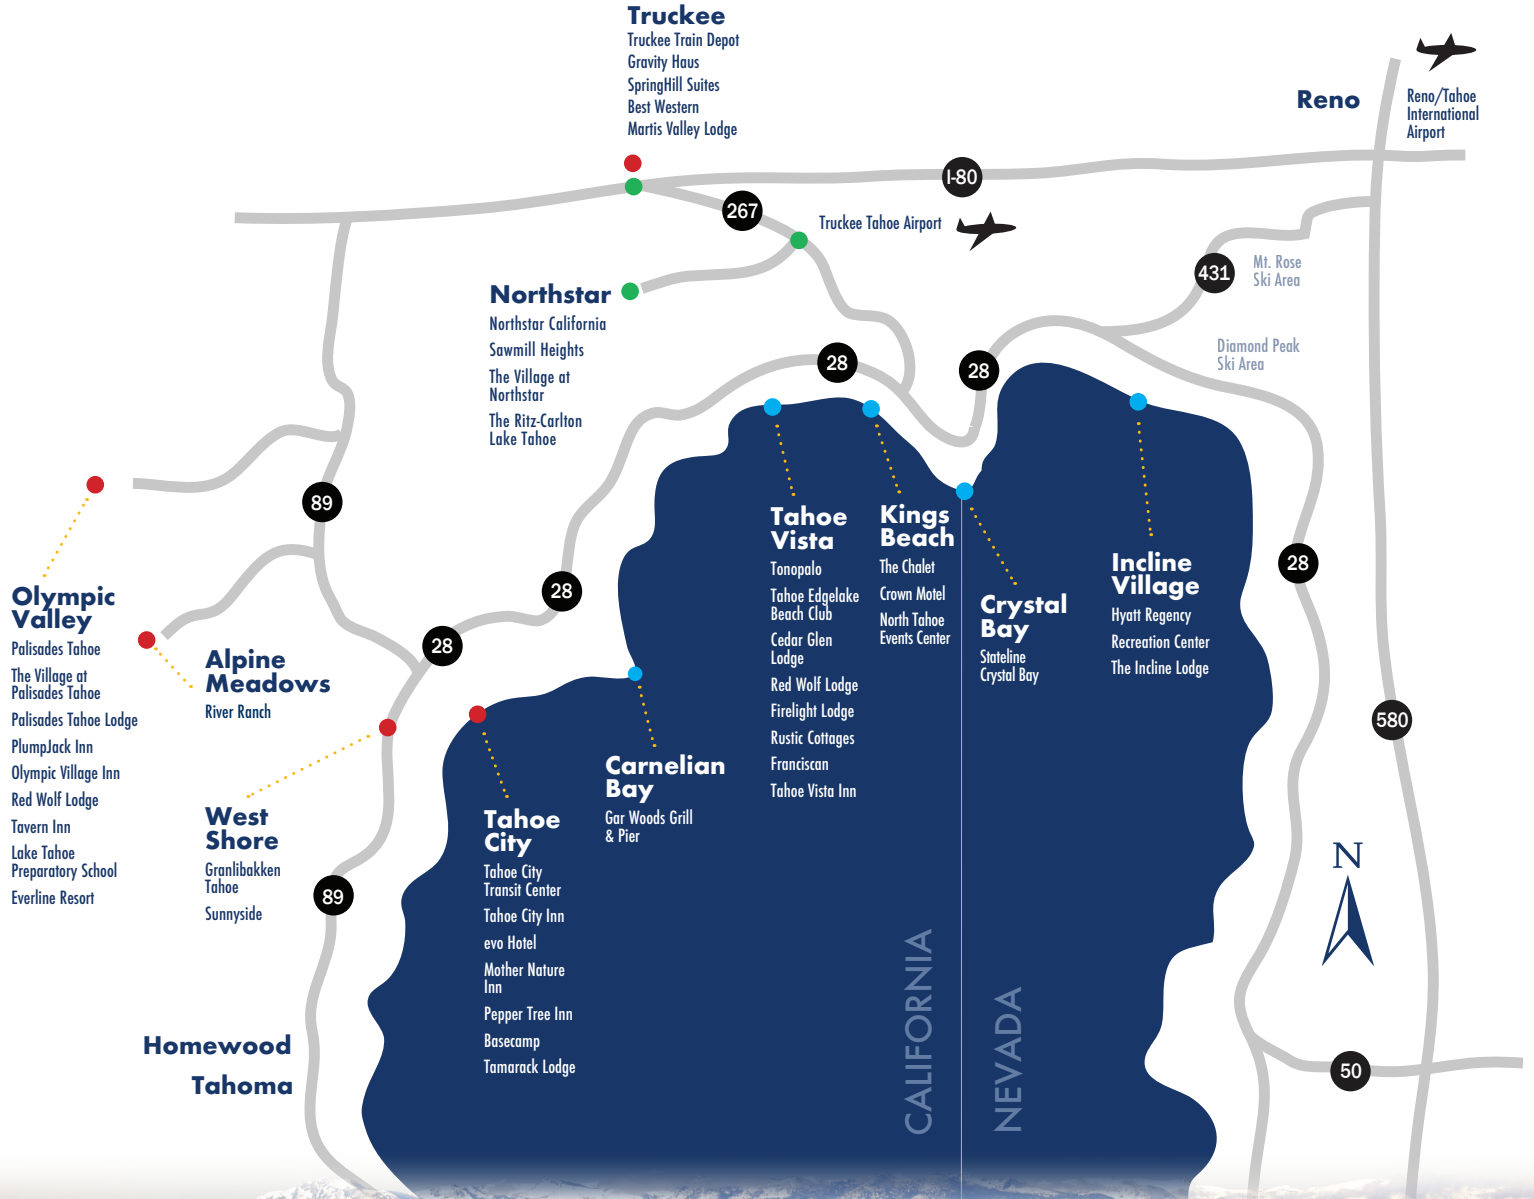 Truckee
Truckee Train Depot
Gravity Haus
SpringHill Suites
Best Western
Martis Valley Lodge
Reno
Reno/Tahoe
International
Airport
I-80
267
Truckee Tahoe Airport
431
Mt. Rose
Ski Area
Northstar
Northstar California
Sawmill Heights
The Village at
Northstar
The Ritz-Carlton
Lake Tahoe
28
28
Diamond Peak
Ski Area
89
28
28
28
Olympic
Valley
Palisades Tahoe
The Village at
Palisades Tahoe
Palisades Tahoe Lodge
PlumpJack Inn
Olympic Village Inn
Red Wolf Lodge
Tavern Inn
Lake Tahoe
Preparatory School
Everline Resort
Alpine
Meadows
River Ranch
West
Shore
Granlibakken
Tahoe
Sunnyside
89
Homewood
Tahoma
Tahoe
City
Tahoe City
Transit Center
Tahoe City Inn
evo Hotel
Mother Nature
Inn
Pepper Tree Inn
Basecamp
Tamarack Lodge
Carnelian
Bay
Gar Woods Grill
& Pier
Tahoe
Vista
Tonopalo
Tahoe Edgelake
Beach Club
Cedar Glen
Lodge
Red Wolf Lodge
Firelight Lodge
Rustic Cottages
Franciscan
Tahoe Vista Inn
Kings
Beach
The Chalet
Crown Motel
North Tahoe
Events Center
Crystal
Bay
Stateline
Crystal Bay
Incline
Village
Hyatt Regency
Recreation Center
The Incline Lodge
580
N
CALIFORNIA
NEVADA
50